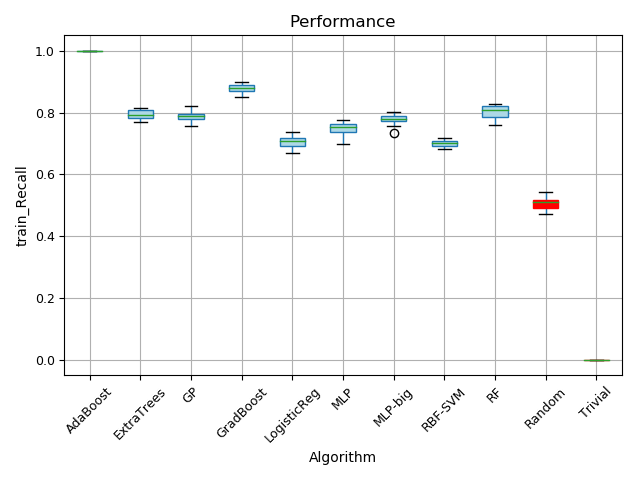 Performance
train_Recall
1.0
0.8
0.6
0.4
0.2
0.0
AdaBoost
ExtraTrees
GP
GradBoost
LogisticReg
MLP
MLP-big
RBF-SVM
RF
Random
Trivial
Algorithm